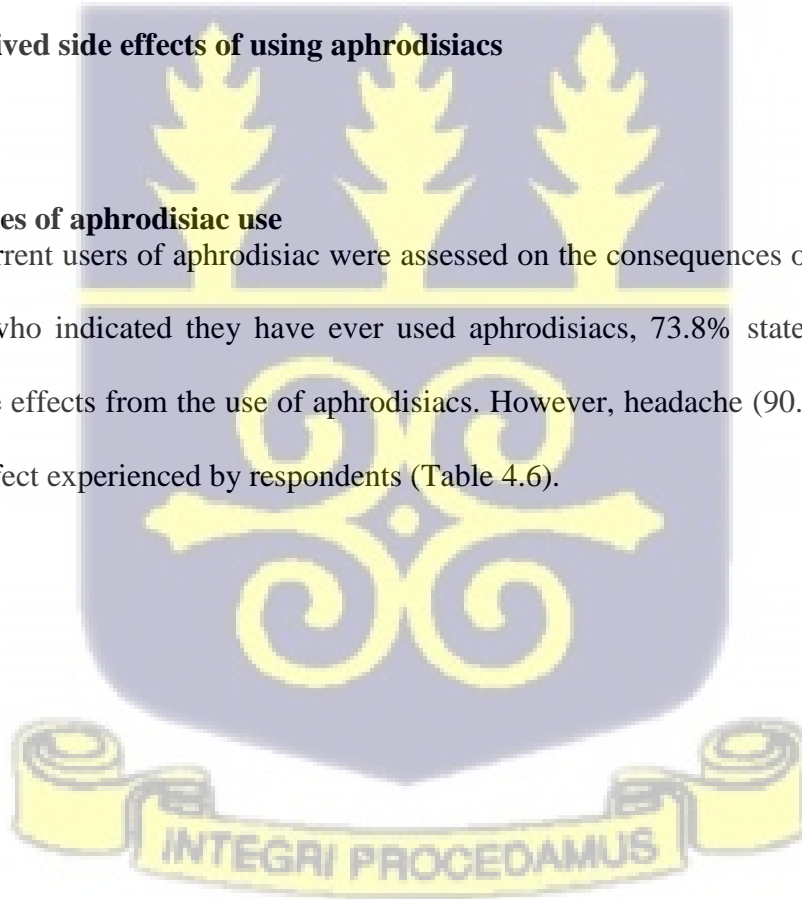 ived side effects of using aphrodisiacs
es of aphrodisiac use
rrent users of aphrodisiac were assessed on the consequences o
who indicated they have ever used aphrodisiacs, 73.8% state
e effects from the use of aphrodisiacs. However, headache (90.
fect experienced by respondents (Table 4.6).
INTEGRI PROCEDAMUS